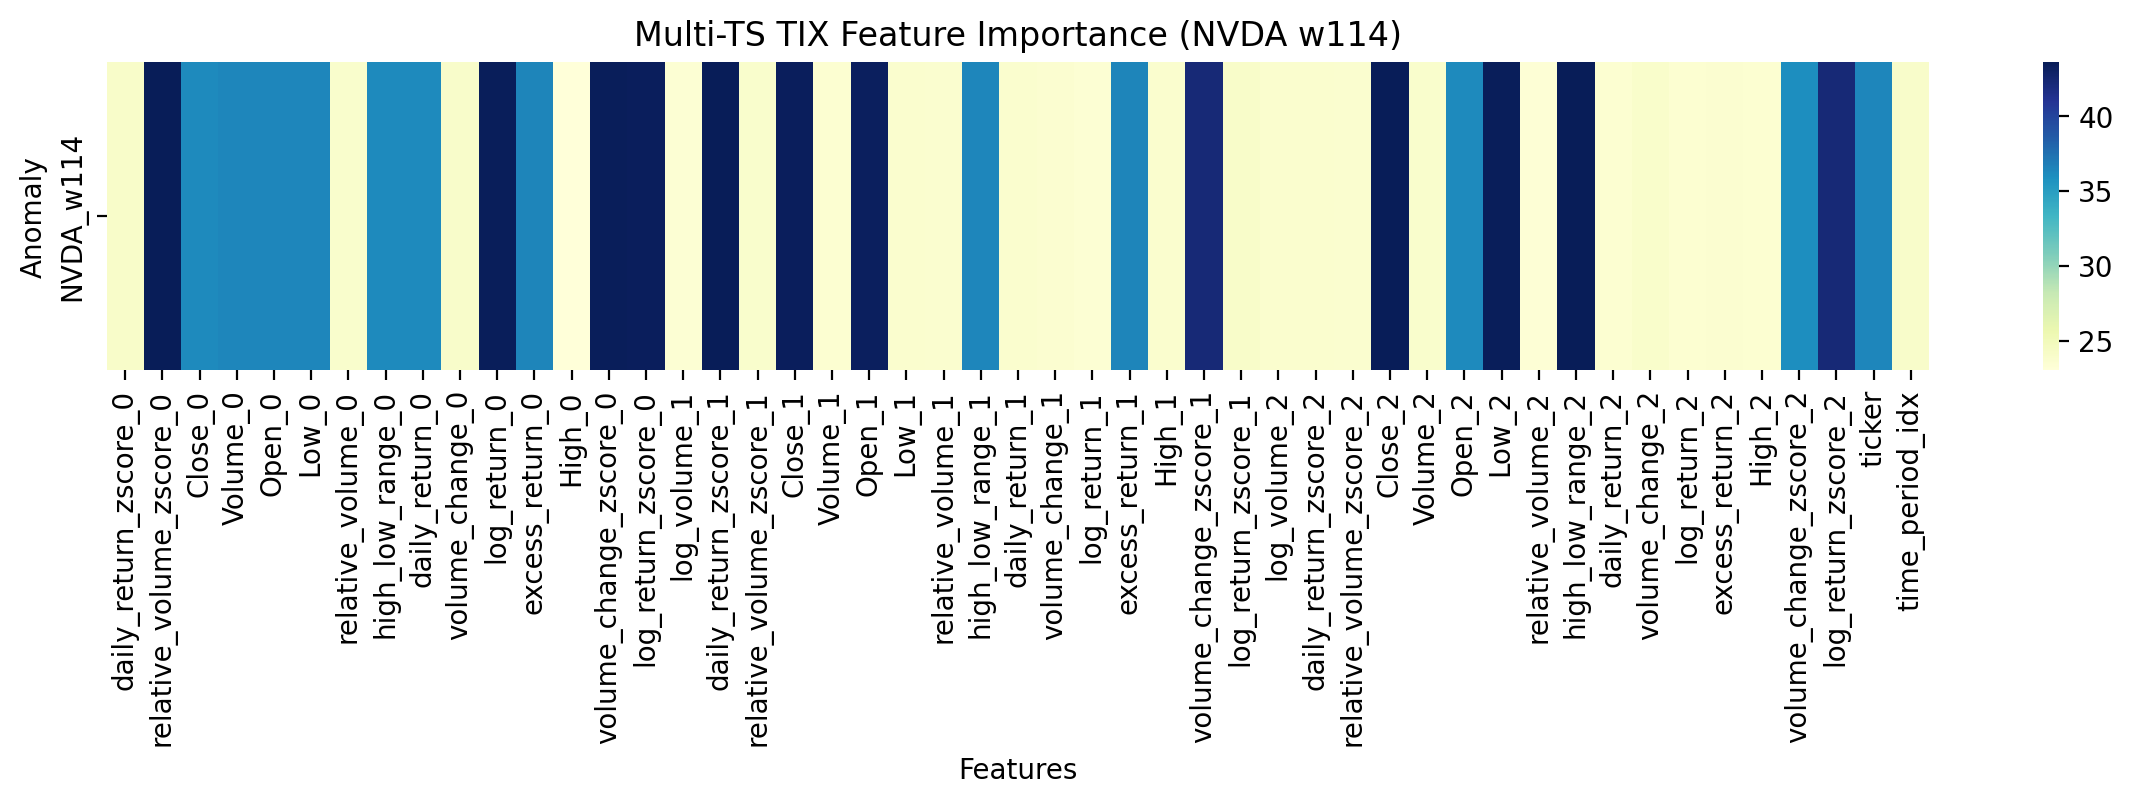 Multi-TS TIX Feature Importance (NVDA w114)
Anomaly
NVDA_w114
40
35
30
25
daily_return_zscore_0
relative_volume_zscore_0
Close_0
Volume_0
Open_0
Low_0
relative_volume_0
high_low_range_0
daily_return_0
volume_change_0
log_return_0
excess_return_0
High_0
volume_change_zscore_0
log_return_zscore_0
log_volume_1
daily_return_zscore_1
relative_volume_zscore_1
Close_1
Volume_1
Open_1
Low_1
relative_volume_1
high_low_range_1
daily_return_1
volume_change_1
log_return_1
excess_return_1
High_1
volume_change_zscore_1
log_return_zscore_1
log_volume_2
daily_return_zscore_2
relative_volume_zscore_2
Close_2
Volume_2
Open_2
Low_2
relative_volume_2
high_low_range_2
daily_return_2
volume_change_2
log_return_2
excess_return_2
High_2
volume_change_zscore_2
log_return_zscore_2
ticker
time_period_idx
Features